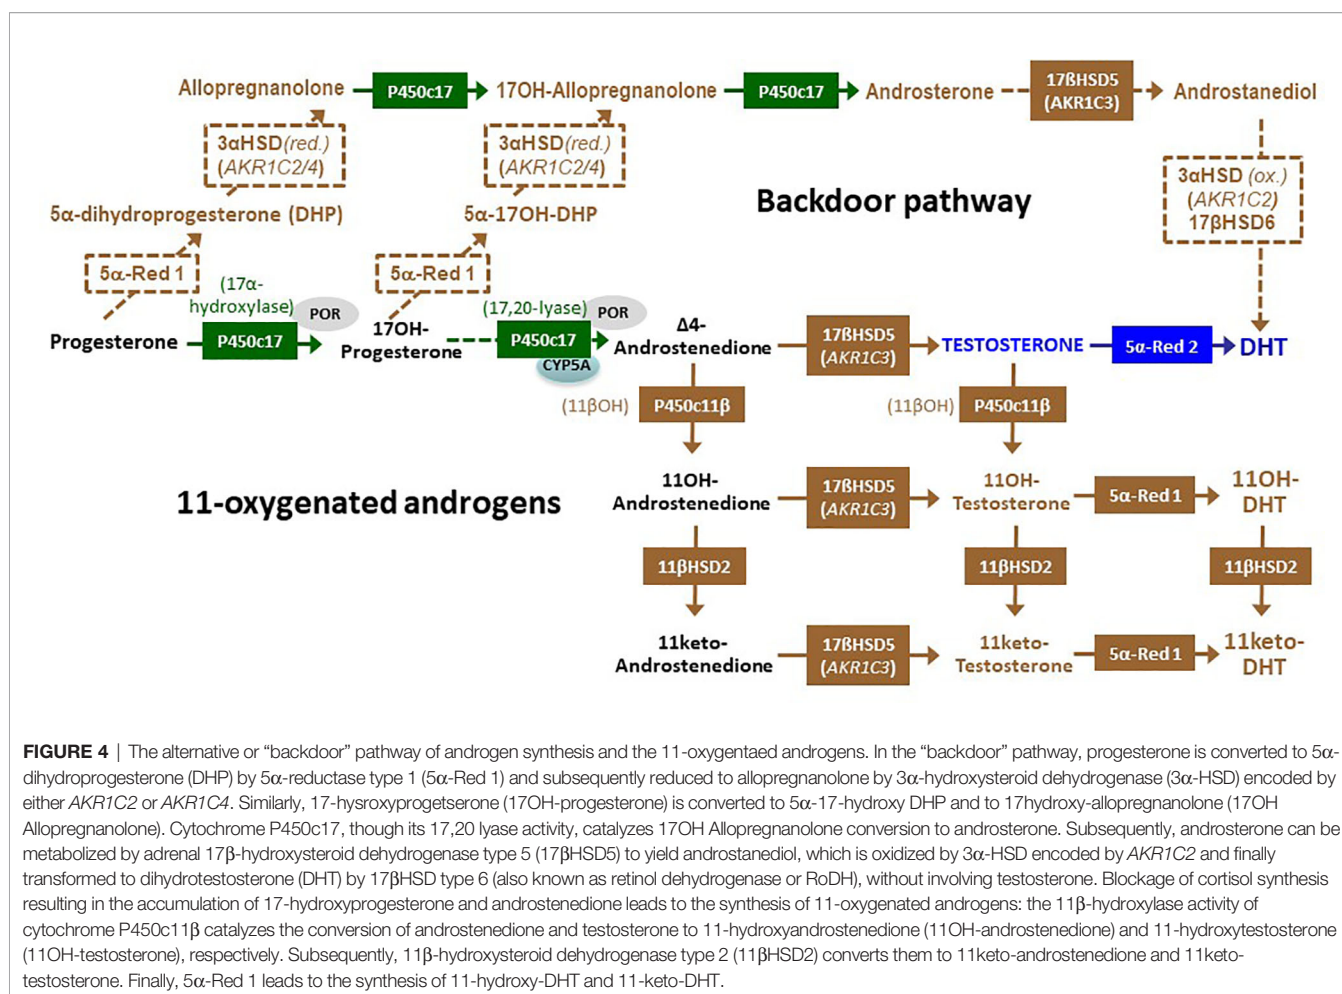 Allopregnanolone P450c17 17OH-Allopregnanolone P450c17 Androsterone 17ßHSD5 (AKR1C3) Androstanediol
3αHSD (red.)
(AKR1C2/4)
3αHSD (red.)
(AKR1C2/4)
3αHSD (ox.)
(AKR1C2)
17βHSD6
Backdoor pathway
5α-dihydroprogesterone (DHP)
5α-17OH-DHP
5α-Red 1
5α-Red 1
(17α-
hydroxylase)
POR
(17,20-lyase)
POR
Progesterone
P450c17
17OH-
Progesterone
P450c17
CYP5A
Δ4-
Androstenedione
17ßHSD5
(AKR1C3)
TESTOSTERONE
5α-Red 2
DHT
(11βOH)
P450c11β
(11βOH)
P450c11β
11-oxygenated androgens
11OH-
Androstenedione
17ßHSD5
(AKR1C3)
11OH-
Testosterone
5α-Red 1
11OH-
DHT
11βHSD2
11βHSD2
11βHSD2
11keto-
Androstenedione
17ßHSD5
(AKR1C3)
11keto-
Testosterone
5α-Red 1
11keto-
DHT
FIGURE 4 | The alternative or “backdoor” pathway of androgen synthesis and the 11-oxygentaed androgens. In the “backdoor” pathway, progesterone is converted to 5α-
dihydroprogesterone (DHP) by 5α-reductase type 1 (5α-Red 1) and subsequently reduced to allopregnanolone by 3α-hydroxysteroid dehydrogenase (3α-HSD) encoded by
either AKR1C2 or AKR1C4. Similarly, 17-hysroxyprogetserone (17OH-progesterone) is converted to 5α-17-hydroxy DHP and to 17hydroxy-allopregnanolone (17OH
Allopregnanolone). Cytochrome P450c17, though its 17,20 lyase activity, catalyzes 17OH Allopregnanolone conversion to androsterone. Subsequently, androsterone can be
metabolized by adrenal 17β-hydroxysteroid dehydrogenase type 5 (17βHSD5) to yield androstanediol, which is oxidized by 3α-HSD encoded by AKR1C2 and finally
transformed to dihydrotestosterone (DHT) by 17βHSD type 6 (also known as retinol dehydrogenase or RoDH), without involving testosterone. Blockage of cortisol synthesis
resulting in the accumulation of 17-hydroxyprogesterone and androstenedione leads to the synthesis of 11-oxygenated androgens: the 11β-hydroxylase activity of
cytochrome P450c11β catalyzes the conversion of androstenedione and testosterone to 11-hydroxyandrostenedione (11OH-androstenedione) and 11-hydroxytestosterone
(11OH-testosterone), respectively. Subsequently, 11β-hydroxysteroid dehydrogenase type 2 (11βHSD2) converts them to 11keto-androstenedione and 11keto-
testosterone. Finally, 5α-Red 1 leads to the synthesis of 11-hydroxy-DHT and 11-keto-DHT.